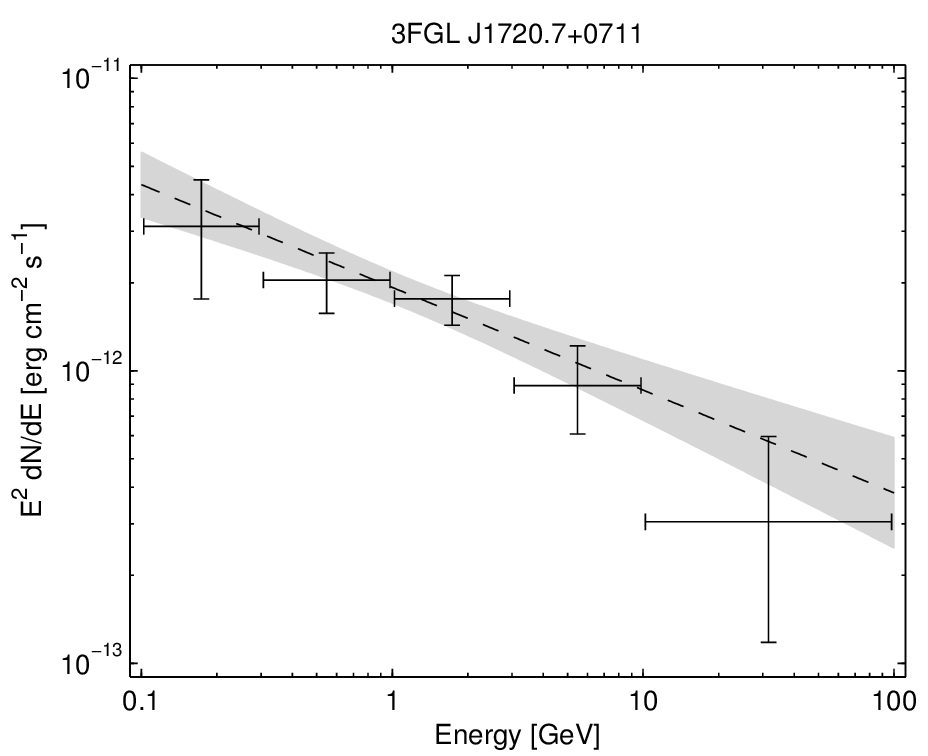 3FGL J1720.7+0711
10⁻¹¹
10⁻¹²
10⁻¹³
E² dN/dE [erg cm⁻² s⁻¹]
0.1 1 10 100
Energy [GeV]